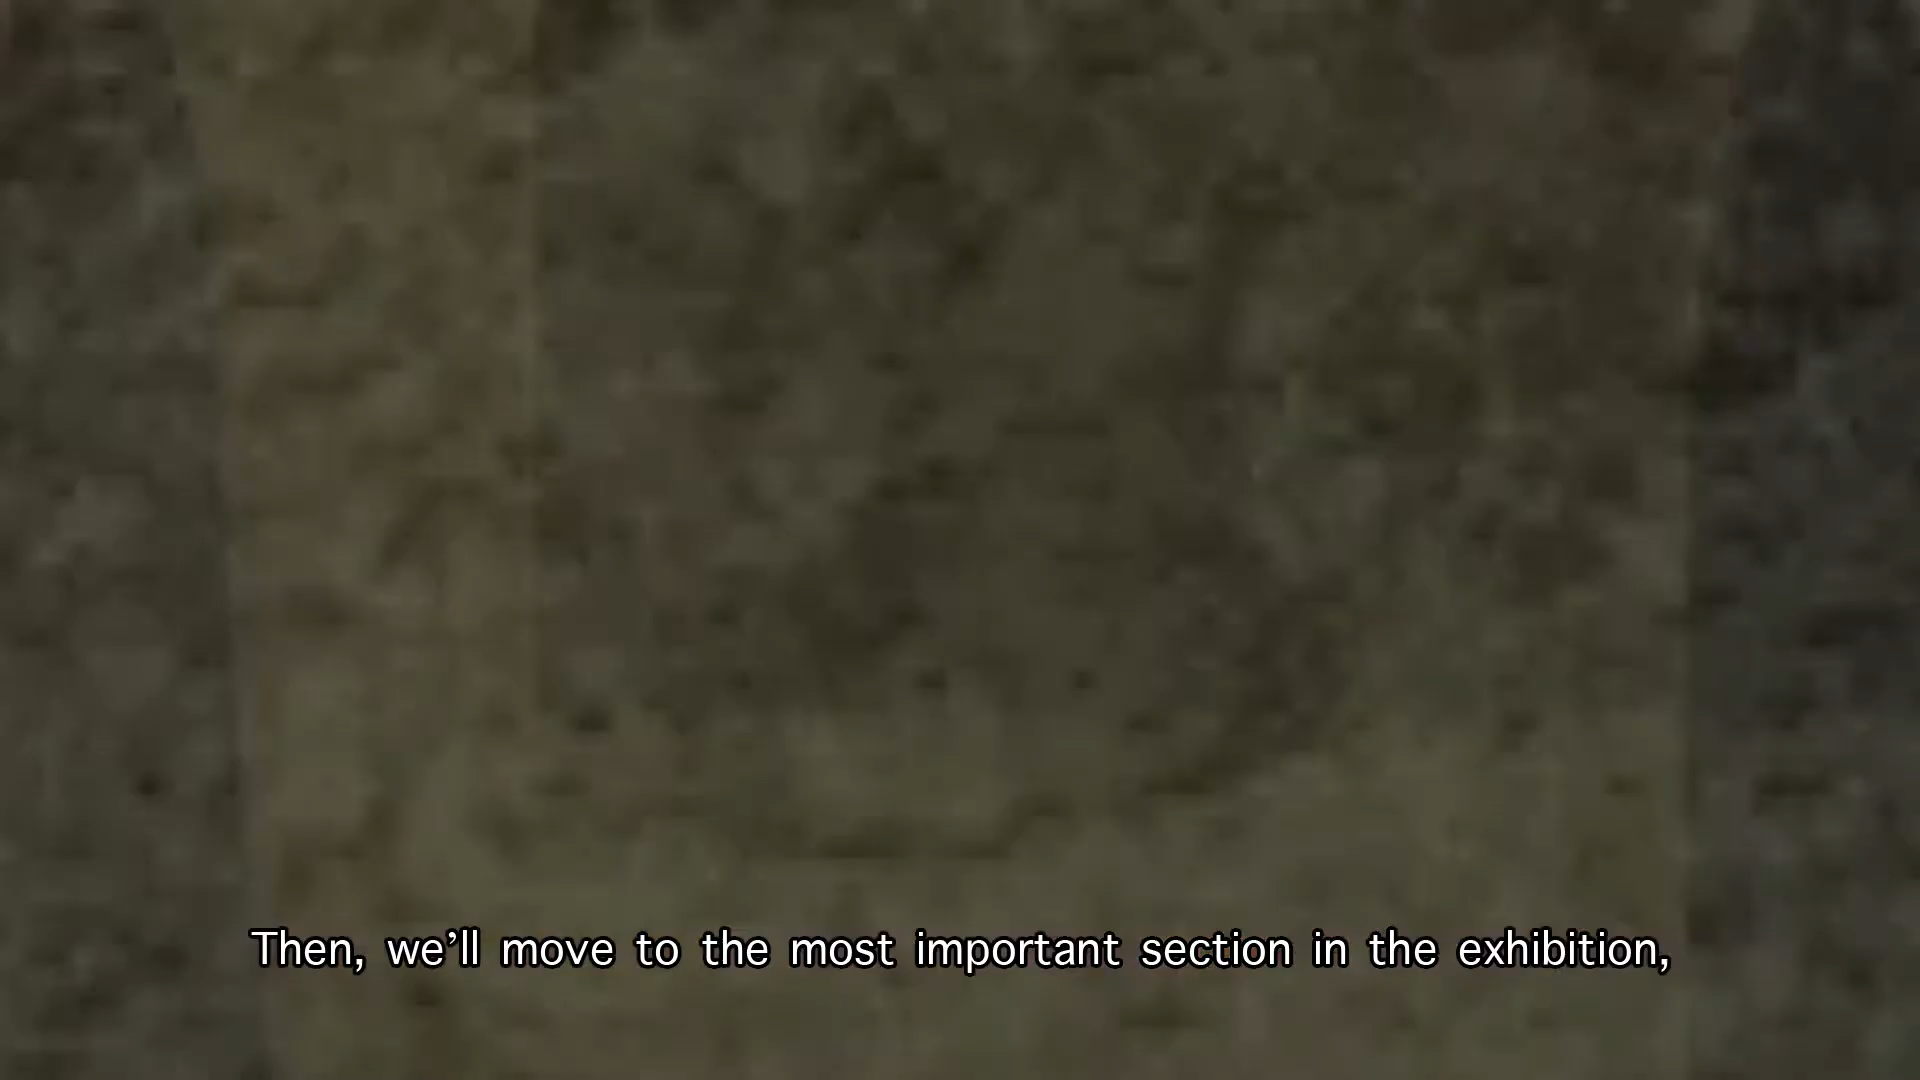 Then, we’ll move to the most important section in the exhibition,